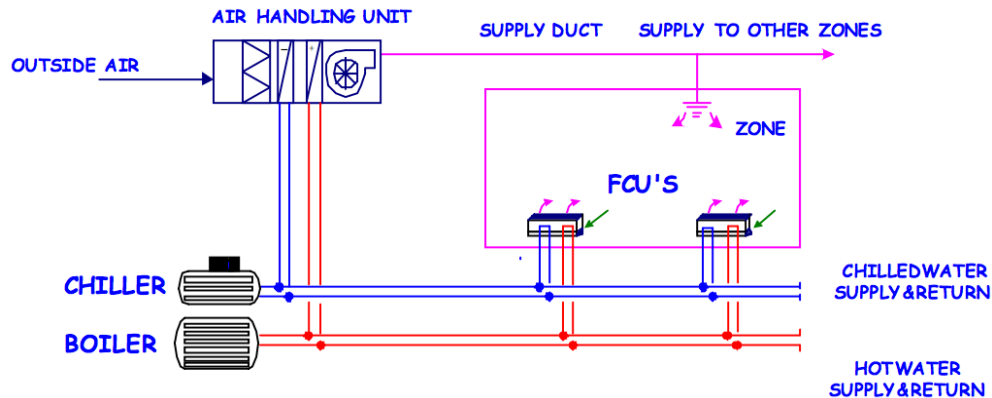 AIR HANDLING UNIT
SUPPLY DUCT
SUPPLY TO OTHER ZONES
OUTSIDE AIR
ZONE
FCU'S
CHILLER
CHILLEDWATER
SUPPLY&RETURN
BOILER
HOTWATER
SUPPLY&RETURN